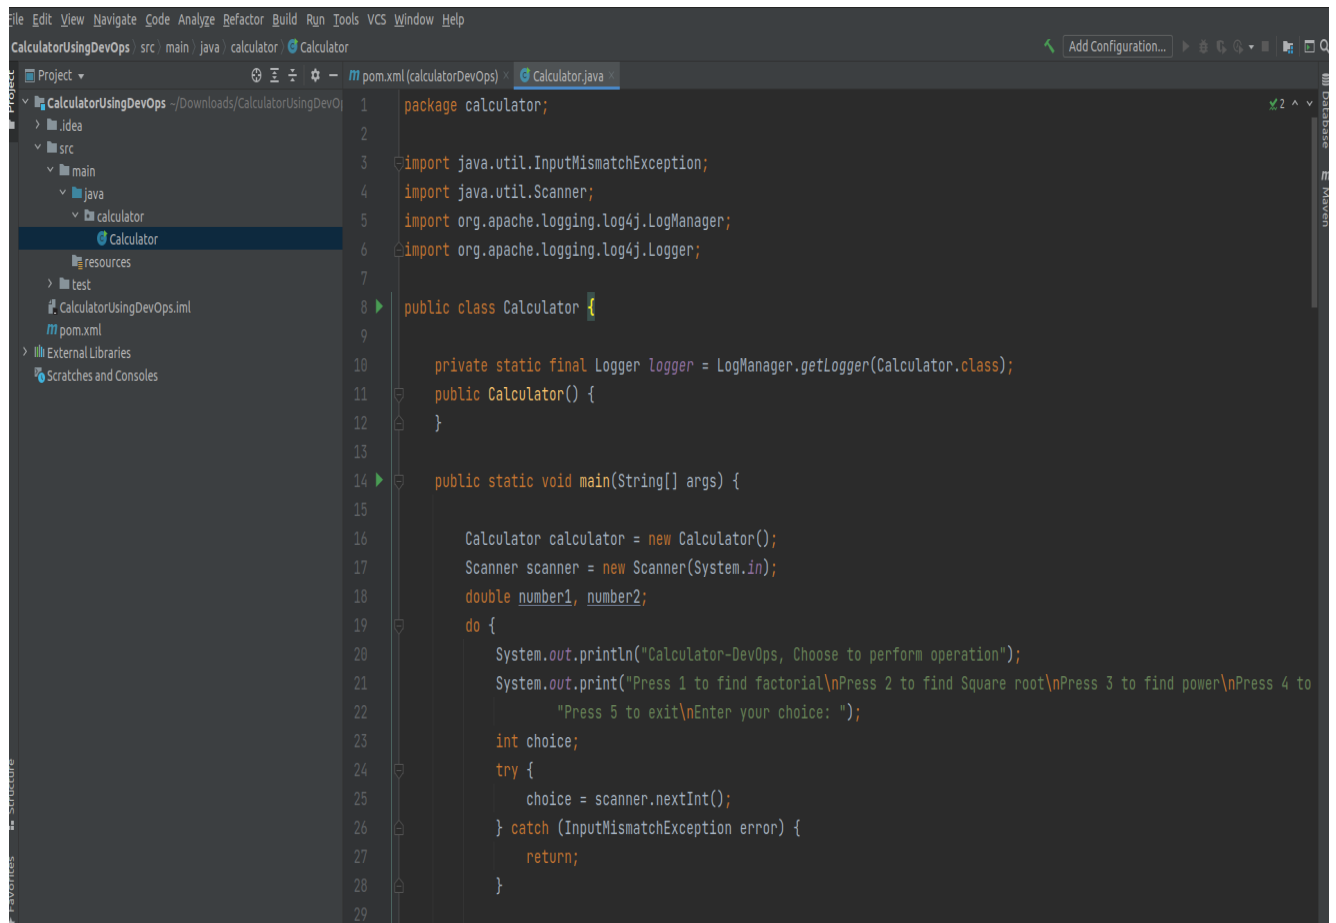 File Edit View Navigate Code Analyze Refactor Build Run Tools VCS Window Help
CalculatorUsingDevOps src main java calculator Calculator
Add Configuration...
Project
Project
m pom.xml (calculatorDevOps) Calculator.java
CalculatorUsingDevOps ~/Downloads/CalculatorUsingDevO
.idea
src
main
java
calculator
Calculator
resources
test
CalculatorUsingDevOps.iml
m pom.xml
External Libraries
Scratches and Consoles
Structure
Favorites
1 package calculator;
2
3 import java.util.InputMismatchException;
4 import java.util.Scanner;
5 import org.apache.logging.log4j.LogManager;
6 import org.apache.logging.log4j.Logger;
7
8 public class Calculator {
9
10 private static final Logger logger = LogManager.getLogger(Calculator.class);
11 public Calculator() {
12 }
13
14 public static void main(String[] args) {
15
16 Calculator calculator = new Calculator();
17 Scanner scanner = new Scanner(System.in);
18 double number1, number2;
19 do {
20 System.out.println("Calculator-DevOps, Choose to perform operation");
21 System.out.print("Press 1 to find factorial\nPress 2 to find Square root\nPress 3 to find power\nPress 4 to
22 "Press 5 to exit\nEnter your choice: ");
23 int choice;
24 try {
25 choice = scanner.nextInt();
26 } catch (InputMismatchException error) {
27 return;
28 }
29
2
Database
m Maven